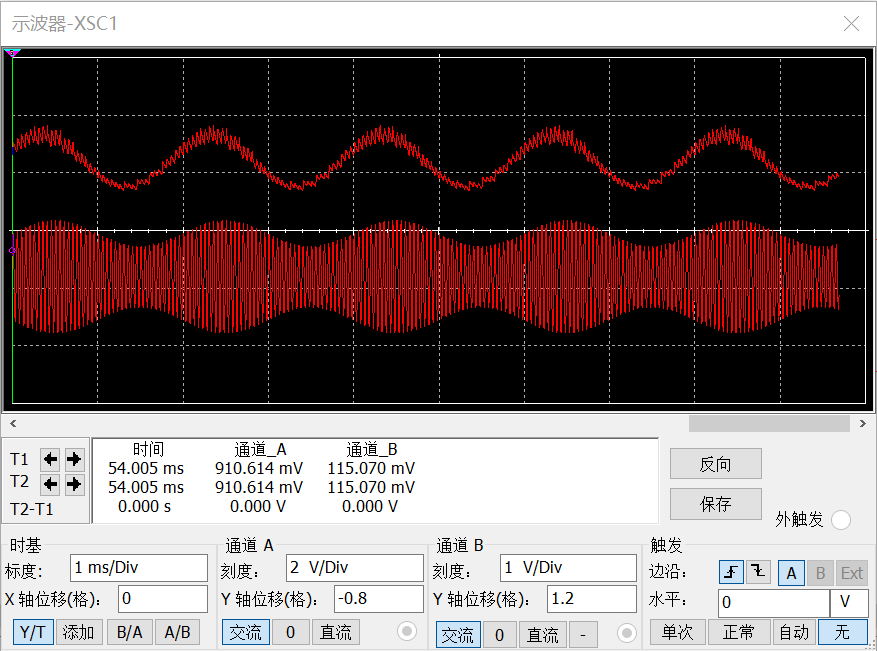 示波器-XSC1
时间 通道_A 通道_B
T1 54.005 ms 910.614 mV 115.070 mV
T2 54.005 ms 910.614 mV 115.070 mV
T2-T1 0.000 s 0.000 V 0.000 V
反向
保存
外触发
时基
标度: 1 ms/Div
X 轴位移(格): 0
Y/T 添加 B/A A/B
通道 A
刻度: 2 V/Div
Y 轴位移(格): -0.8
交流 0 直流
通道 B
刻度: 1 V/Div
Y 轴位移(格): 1.2
交流 0 直流 -
触发
边沿: A B Ext
水平: 0 V
单次 正常 自动 无